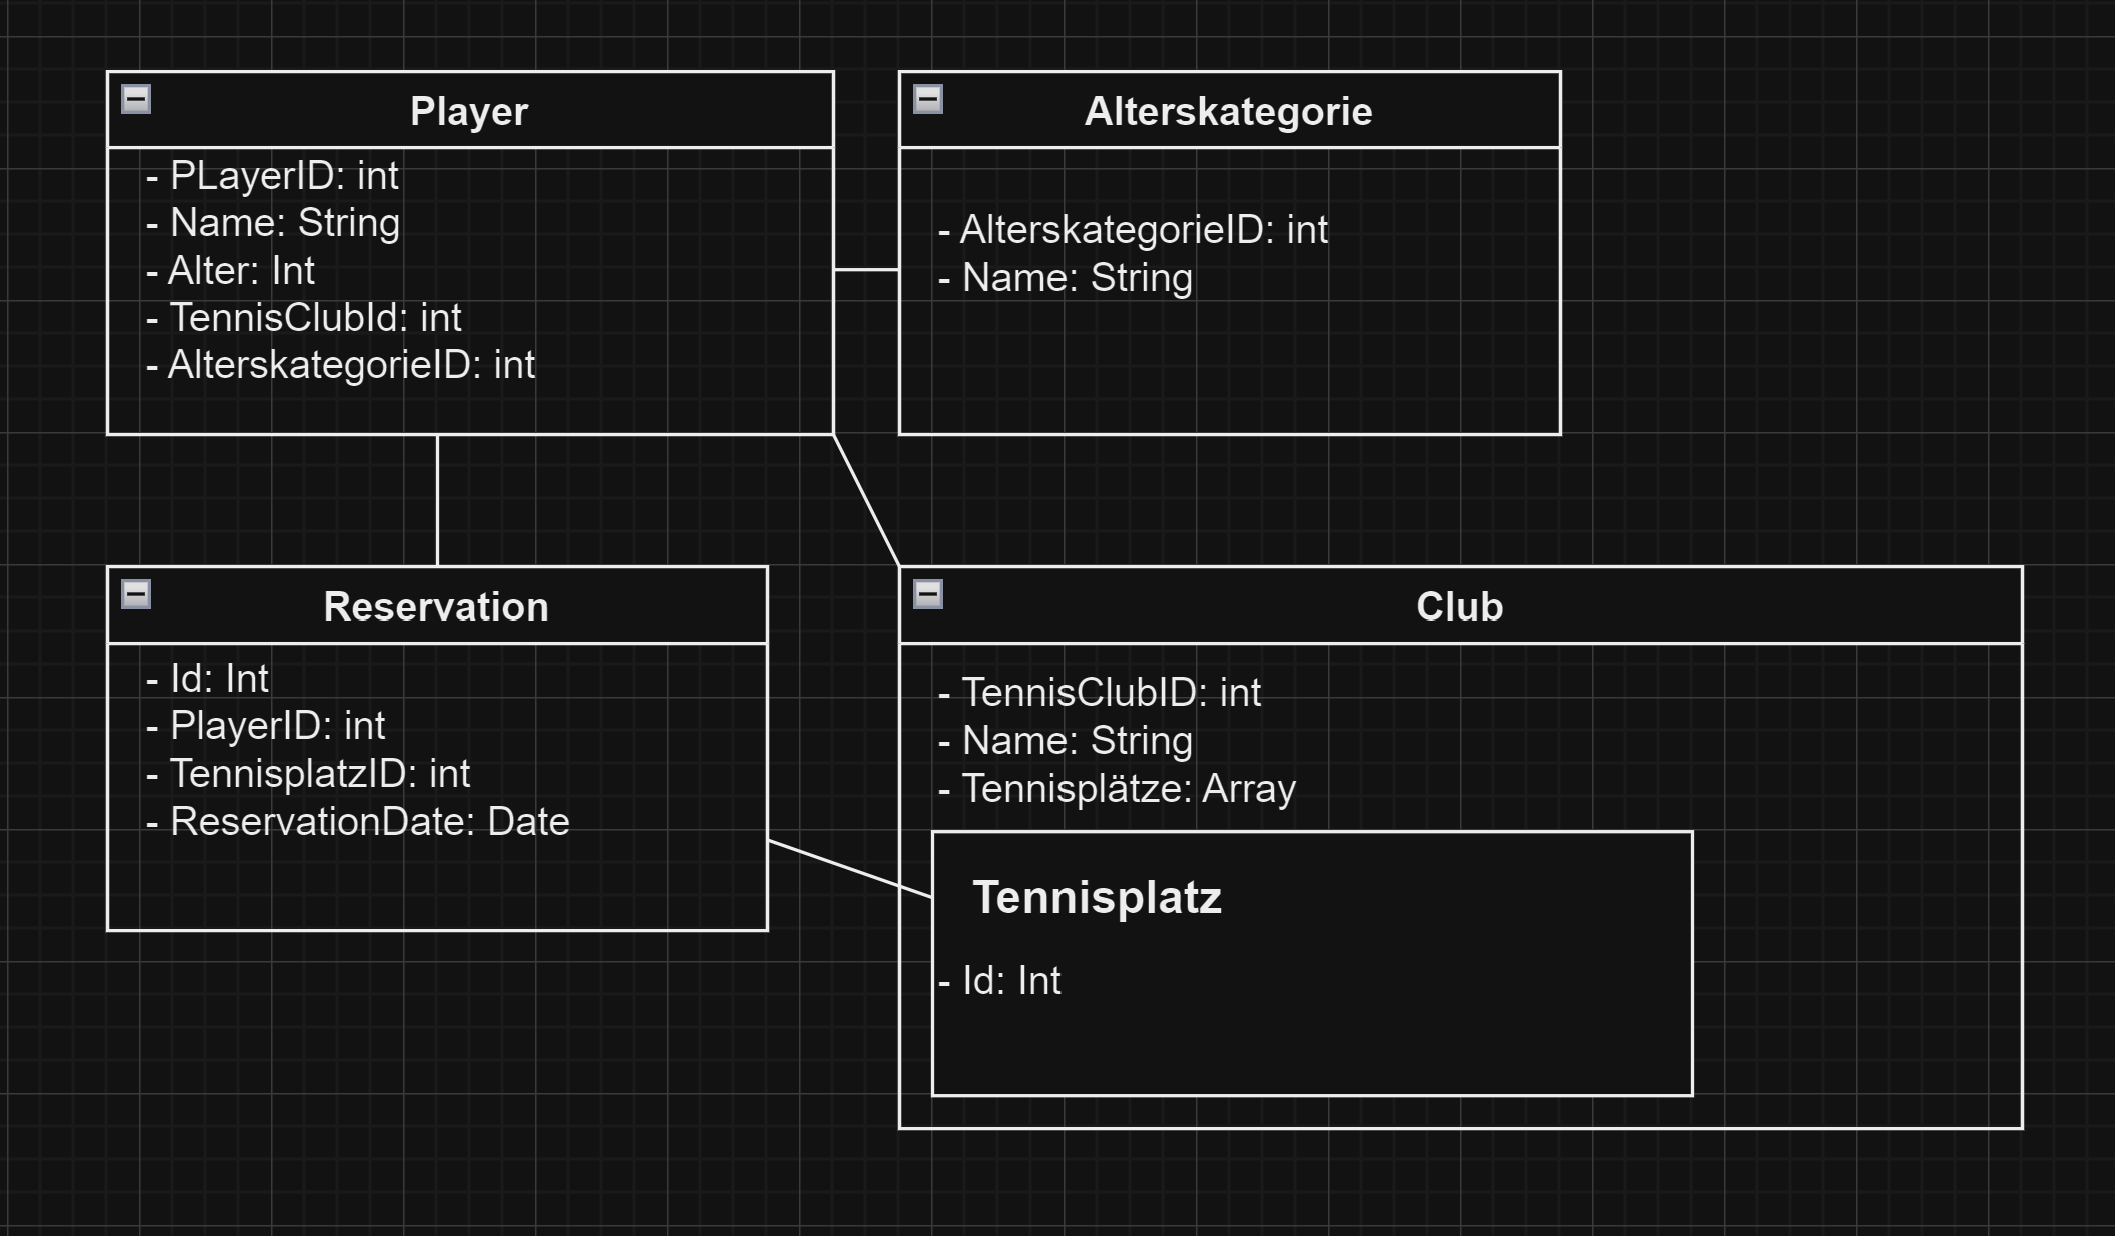 Player
- PLayerID: int
- Name: String
- Alter: Int
- TennisClubId: int
- AlterskategorieID: int
Alterskategorie
- AlterskategorieID: int
- Name: String
Reservation
- Id: Int
- PlayerID: int
- TennisplatzID: int
- ReservationDate: Date
Club
- TennisClubID: int
- Name: String
- Tennisplätze: Array
Tennisplatz
- Id: Int